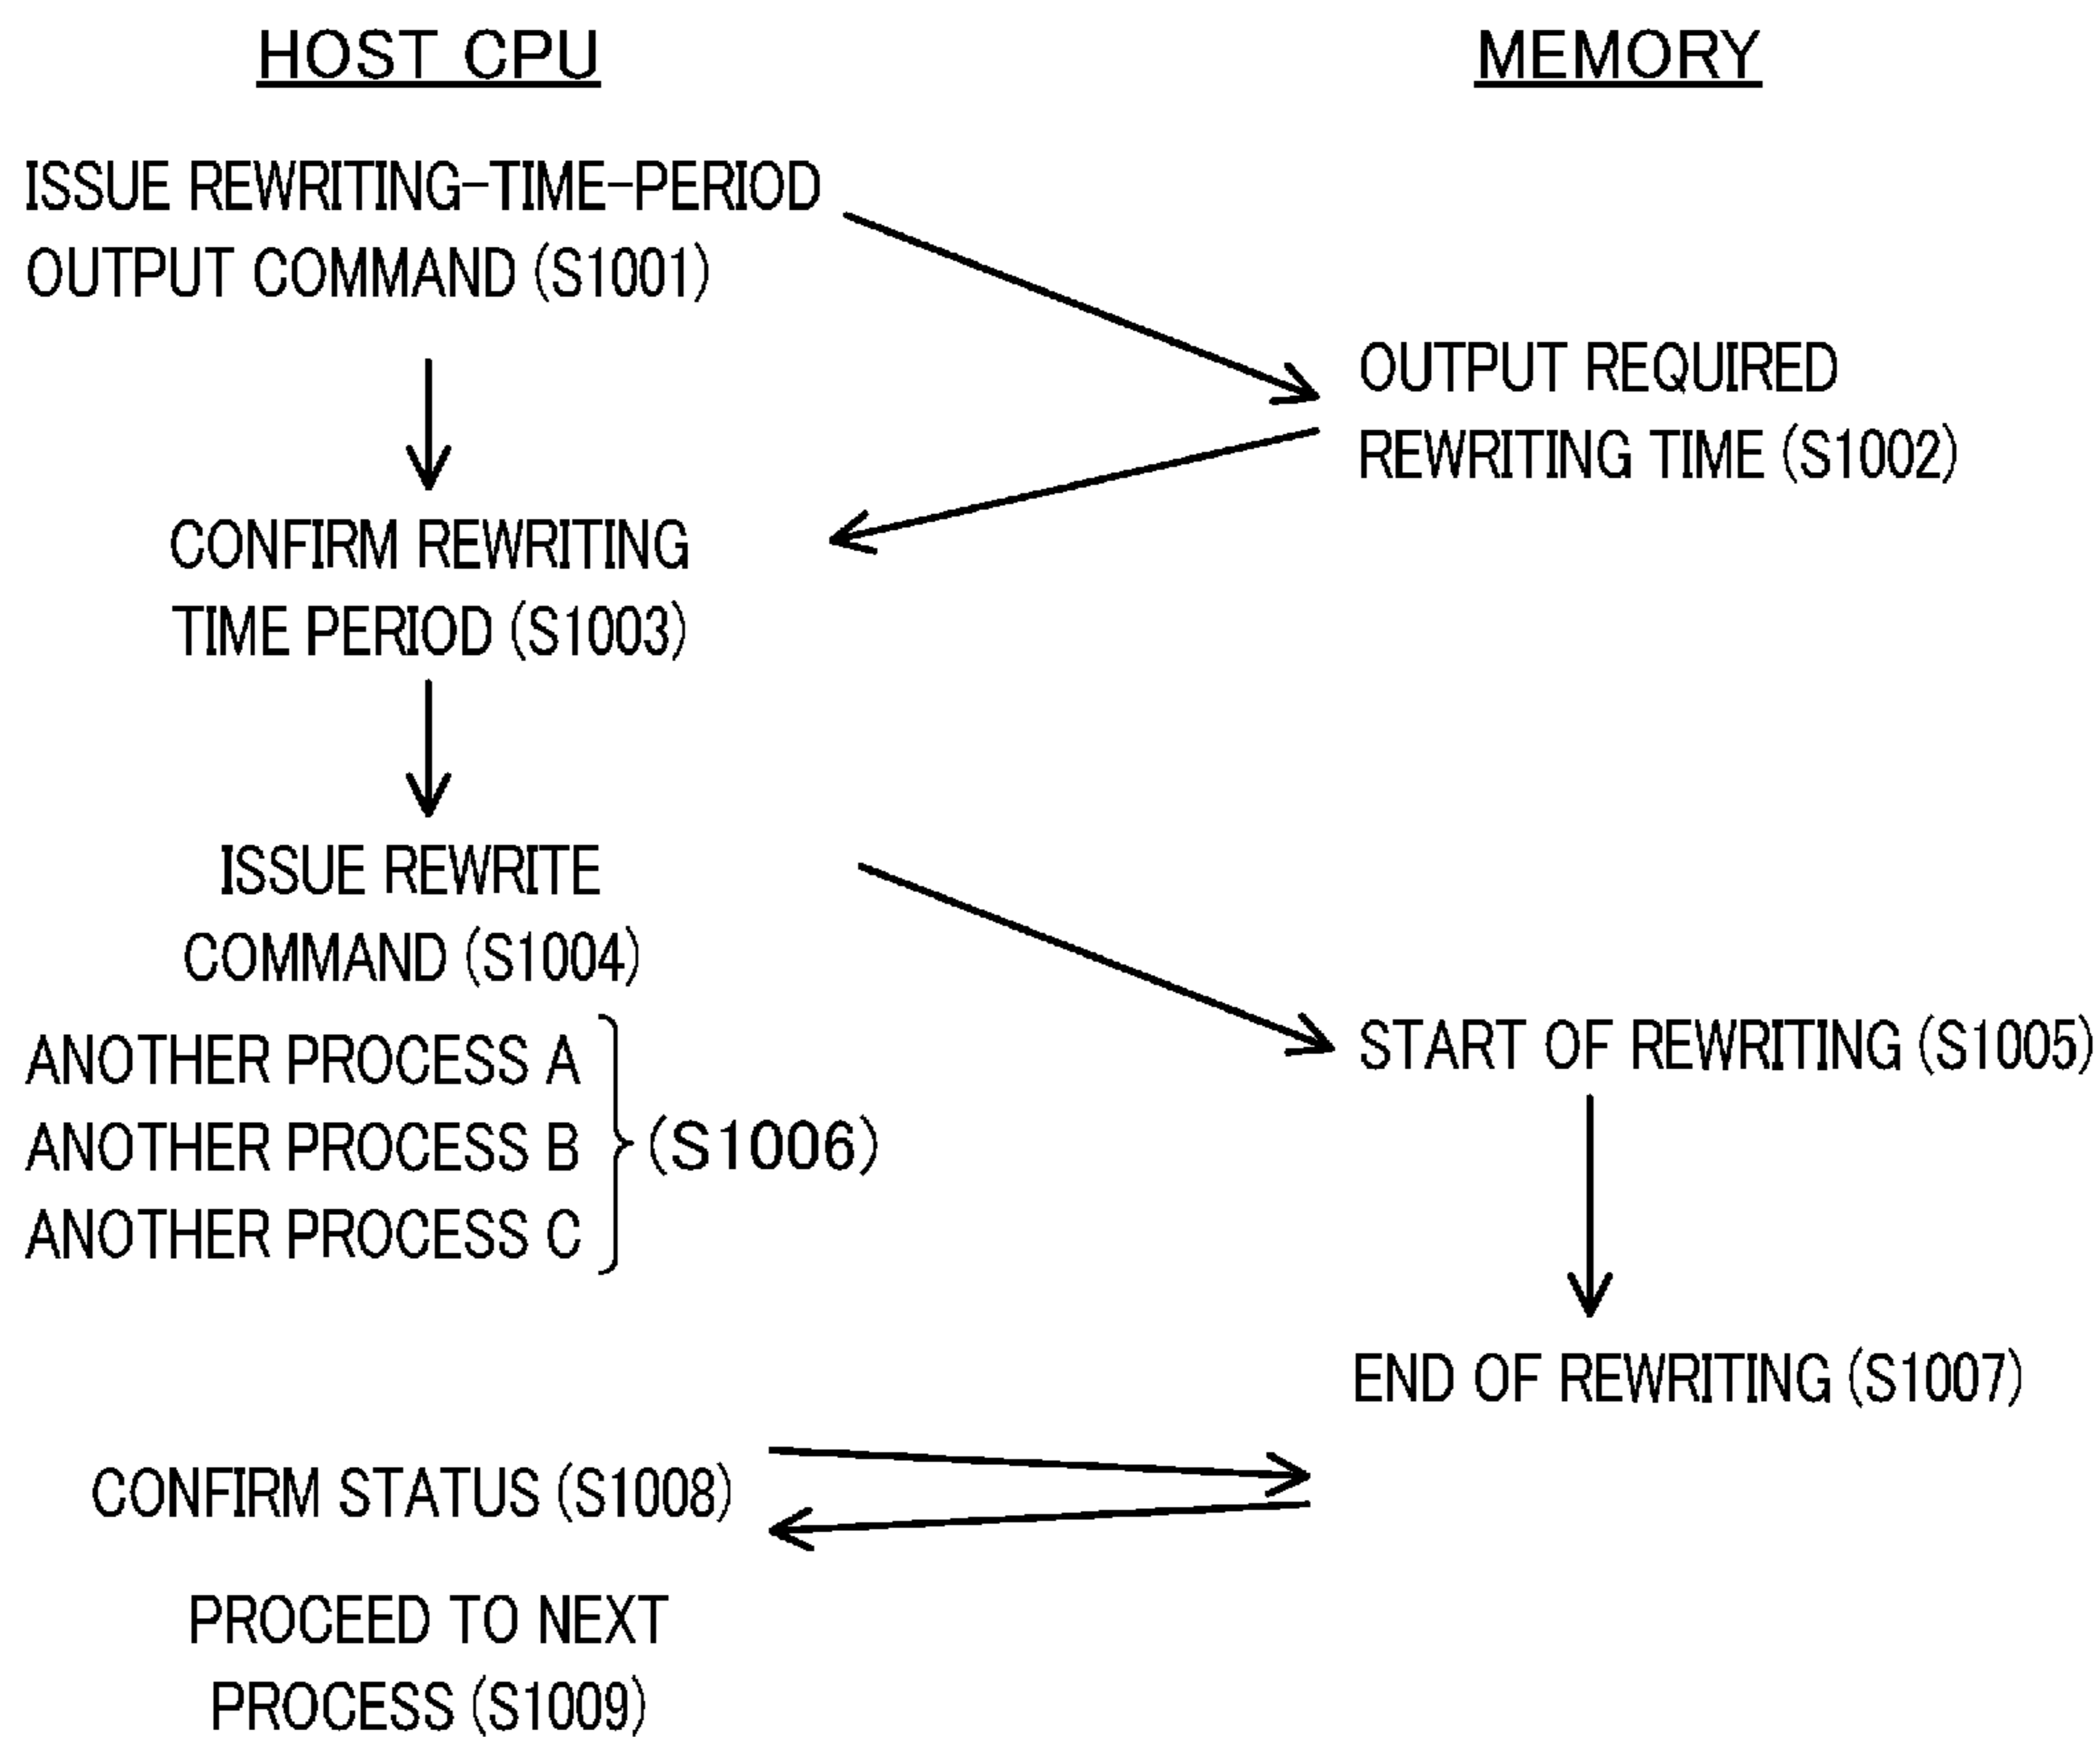 HOST CPU
MEMORY
ISSUE REWRITING-TIME-PERIOD
OUTPUT COMMAND (S1001)
OUTPUT REQUIRED
REWRITING TIME (S1002)
CONFIRM REWRITING
TIME PERIOD (S1003)
ISSUE REWRITE
COMMAND (S1004)
START OF REWRITING (S1005)
ANOTHER PROCESS A
ANOTHER PROCESS B
ANOTHER PROCESS C
(S1006)
END OF REWRITING (S1007)
CONFIRM STATUS (S1008)
PROCEED TO NEXT
PROCESS (S1009)